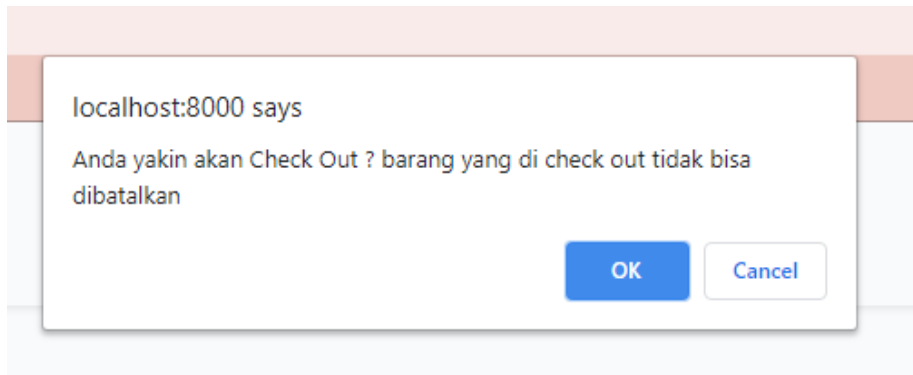 localhost:8000 says
Anda yakin akan Check Out ? barang yang di check out tidak bisa
dibatalkan
OK
Cancel